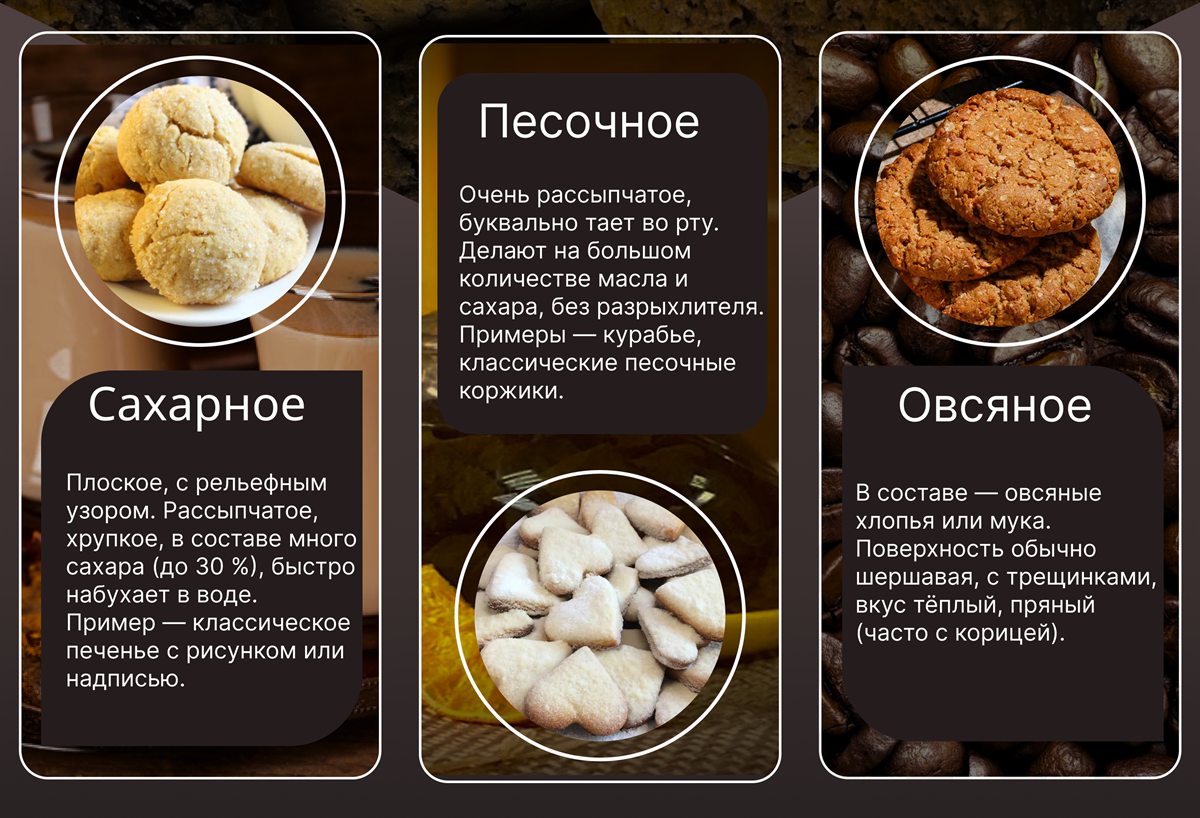 Сахарное
Плоское, с рельефным
узором. Рассыпчатое,
хрупкое, в составе много
сахара (до 30 %), быстро
набухает в воде.
Пример — классическое
печенье с рисунком или
надписью.
Песочное
Очень рассыпчатое,
буквально тает во рту.
Делают на большом
количестве масла и
сахара, без разрыхлителя.
Примеры — курабье,
классические песочные
коржики.
Овсяное
В составе — овсяные
хлопья или мука.
Поверхность обычно
шершавая, с трещинками,
вкус тёплый, пряный
(часто с корицей).